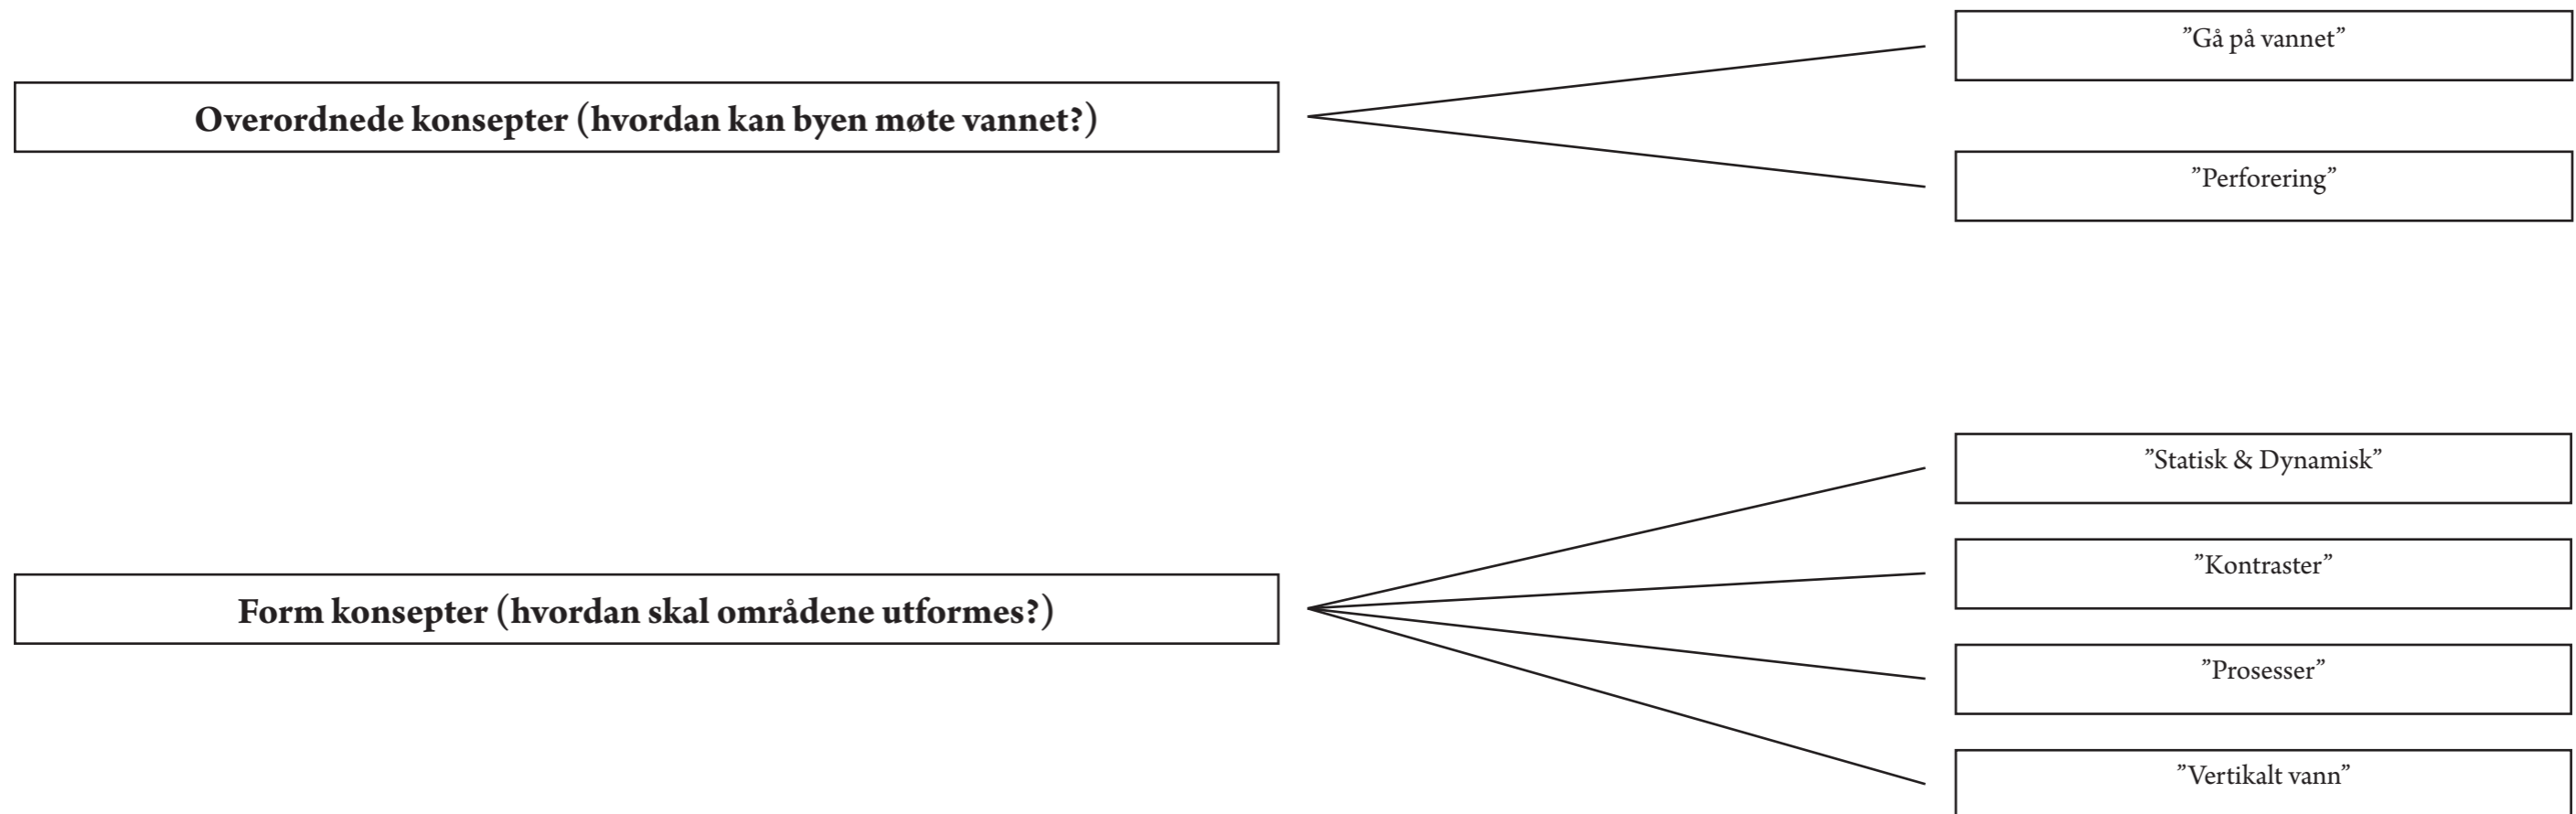 Overordnede konsepter (hvordan kan byen møte vannet?)
”Gå på vannet”
”Perforering”
Form konsepter (hvordan skal områdene utformes?)
”Statisk & Dynamisk”
”Kontraster”
”Prosesser”
”Vertikalt vann”